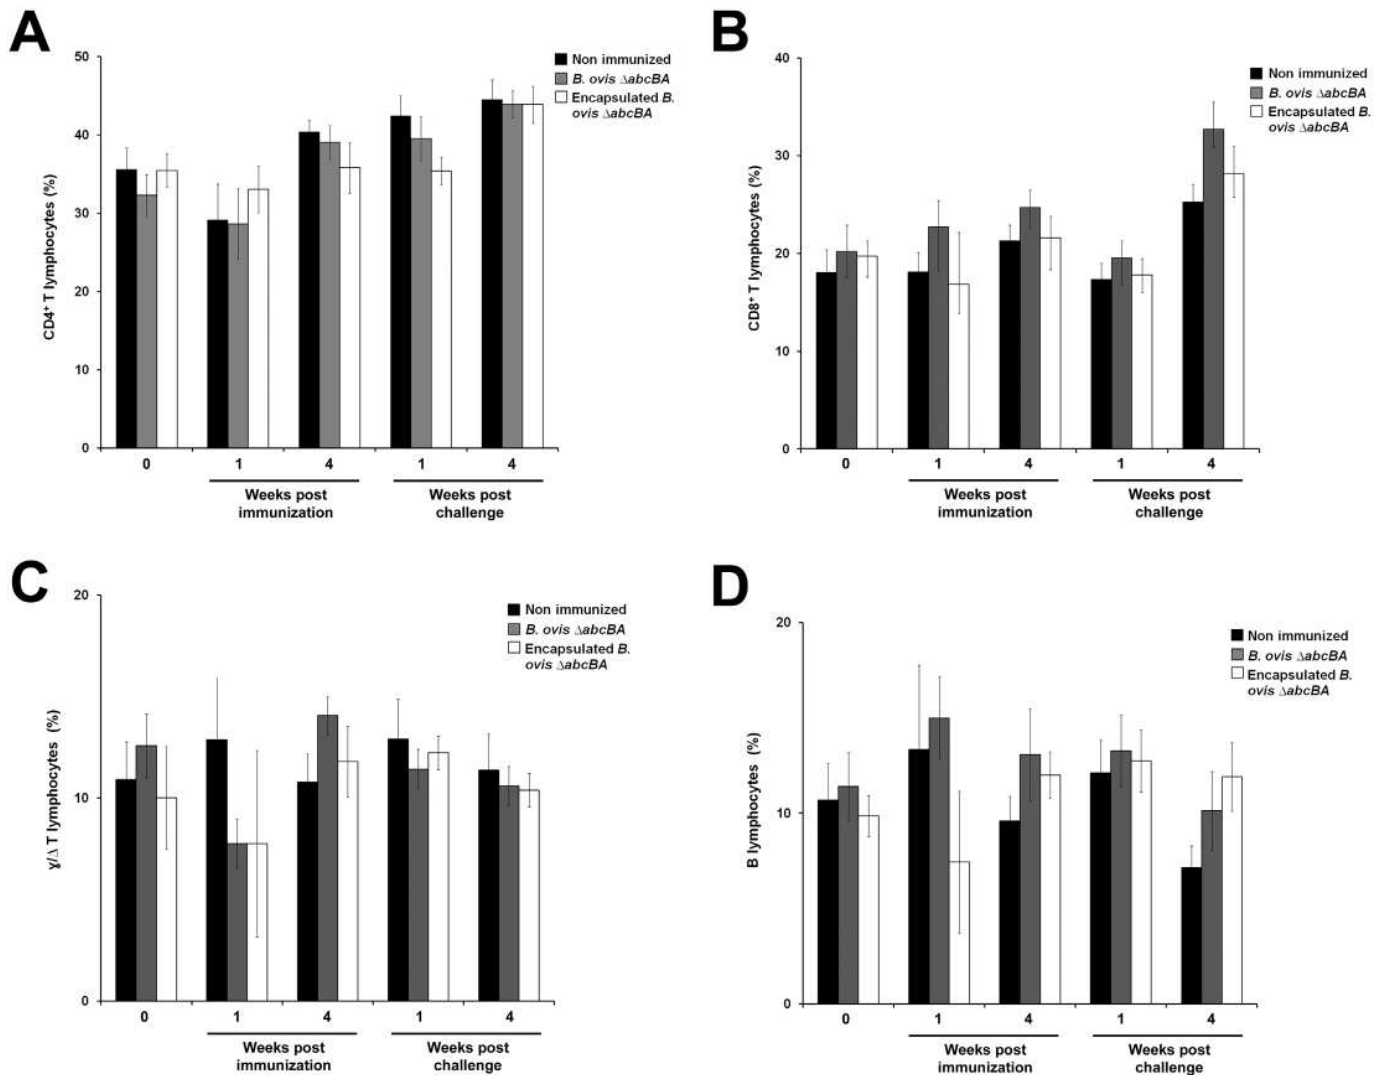 A
CD4⁺ T lymphocytes (%)
50
40
30
20
10
0
Non immunized
B. ovis ΔabcBA
Encapsulated B.
ovis ΔabcBA
0
1
4
1
4
Weeks post
immunization
Weeks post
challenge
B
CD8⁺ T lymphocytes (%)
40
30
20
10
0
Non immunized
B. ovis ΔabcBA
Encapsulated B.
ovis ΔabcBA
0
1
4
1
4
Weeks post
immunization
Weeks post
challenge
C
ɣ/Δ T lymphocytes (%)
20
10
0
Non immunized
B. ovis ΔabcBA
Encapsulated B.
ovis ΔabcBA
0
1
4
1
4
Weeks post
immunization
Weeks post
challenge
D
B lymphocytes (%)
20
10
0
Non immunized
B. ovis ΔabcBA
Encapsulated B.
ovis ΔabcBA
0
1
4
1
4
Weeks post
immunization
Weeks post
challenge